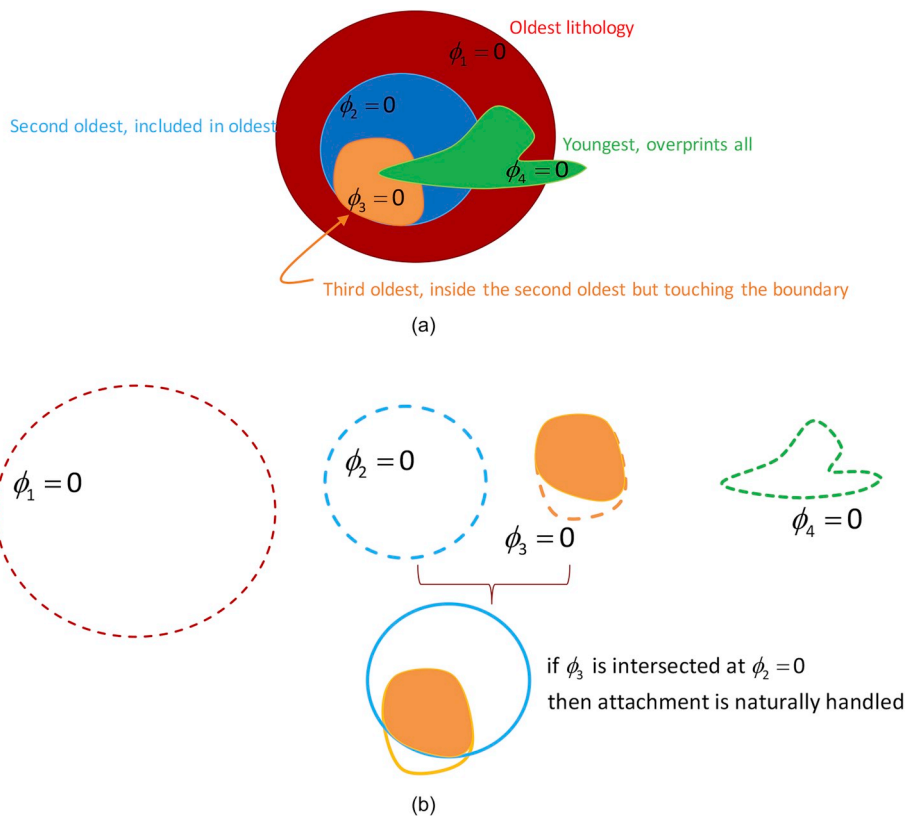 Oldest lithology
ϕ₁ = 0
ϕ₂ = 0
Second oldest, included in oldest
Youngest, overprints all
ϕ₄ = 0
ϕ₃ = 0
Third oldest, inside the second oldest but touching the boundary
(a)
ϕ₁ = 0
ϕ₂ = 0
ϕ₃ = 0
ϕ₄ = 0
if ϕ₃ is intersected at ϕ₂ = 0
then attachment is naturally handled
(b)